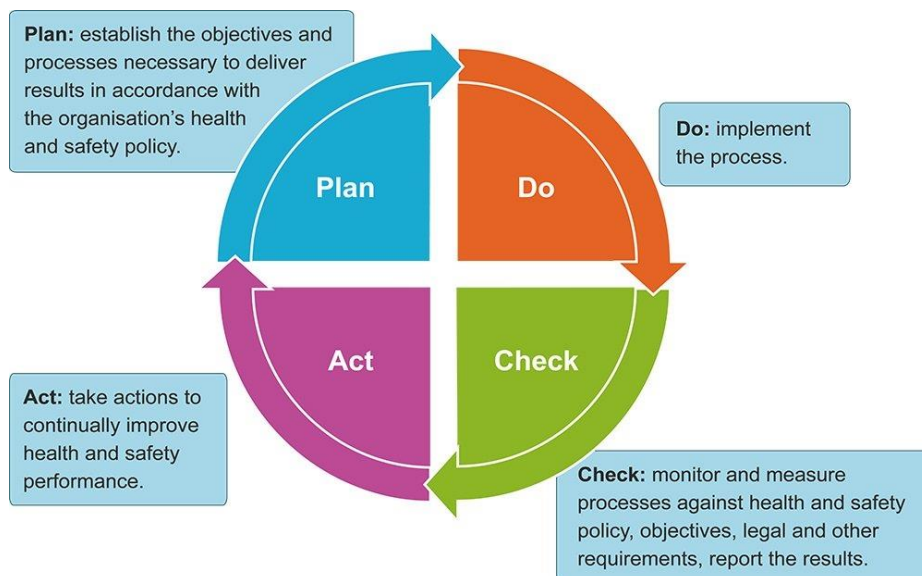 Plan: establish the objectives and
processes necessary to deliver
results in accordance with
the organisation's health
and safety policy.
Plan
Do
Do: implement
the process.
Act
Check
Act: take actions to
continually improve
health and safety
performance.
Check: monitor and measure
processes against health and safety
policy, objectives, legal and other
requirements, report the results.